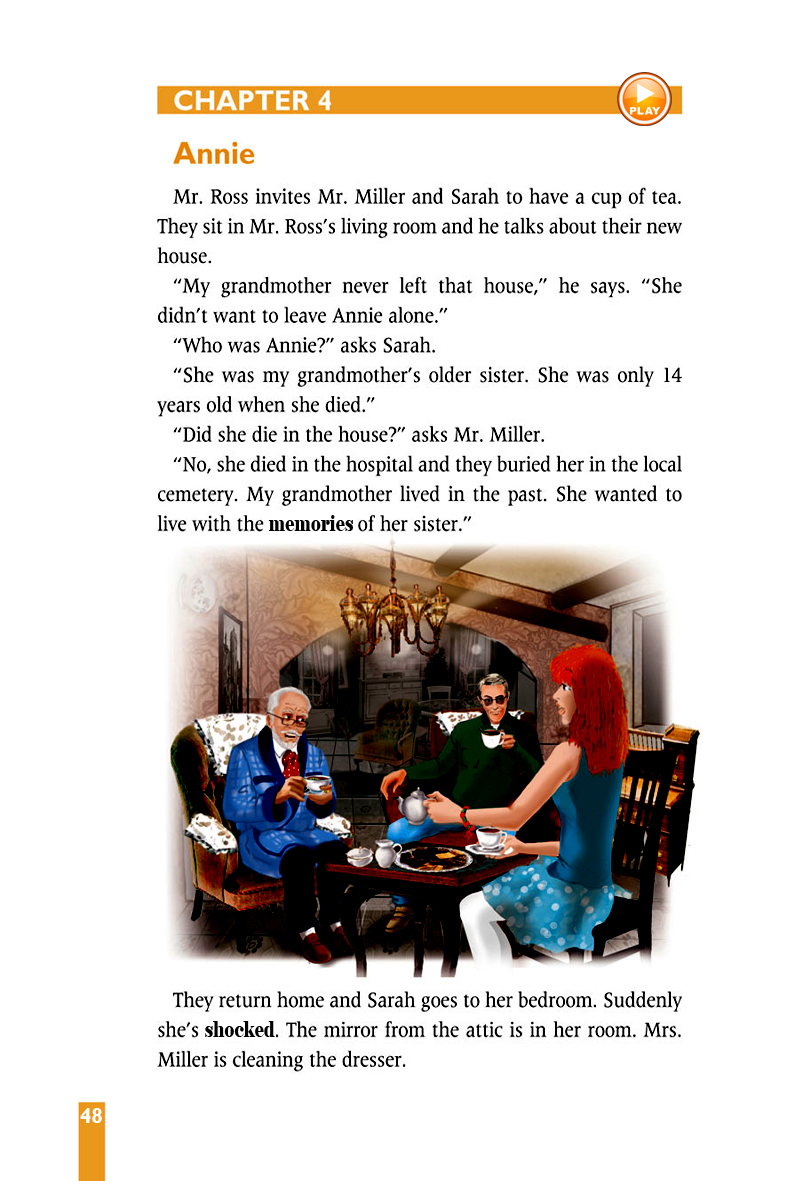 CHAPTER 4
PLAY
Annie
Mr. Ross invites Mr. Miller and Sarah to have a cup of tea.
They sit in Mr. Ross’s living room and he talks about their new
house.
“My grandmother never left that house,” he says. “She
didn’t want to leave Annie alone.”
“Who was Annie?” asks Sarah.
“She was my grandmother’s older sister. She was only 14
years old when she died.”
“Did she die in the house?” asks Mr. Miller.
“No, she died in the hospital and they buried her in the local
cemetery. My grandmother lived in the past. She wanted to
live with the memories of her sister.”
They return home and Sarah goes to her bedroom. Suddenly
she’s shocked. The mirror from the attic is in her room. Mrs.
Miller is cleaning the dresser.
48